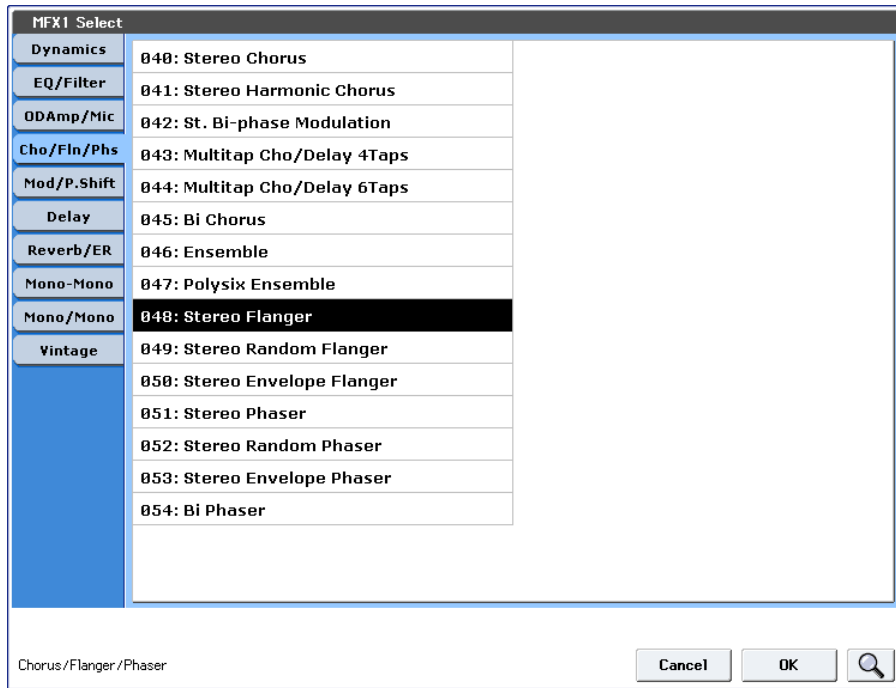 MFX1 Select
Dynamics
EQ/Filter
ODAmp/Mic
Cho/Fln/Phs
Mod/P.Shift
Delay
Reverb/ER
Mono-Mono
Mono/Mono
Vintage
040: Stereo Chorus
041: Stereo Harmonic Chorus
042: St. Bi-phase Modulation
043: Multitap Cho/Delay 4Taps
044: Multitap Cho/Delay 6Taps
045: Bi Chorus
046: Ensemble
047: Polysix Ensemble
048: Stereo Flanger
049: Stereo Random Flanger
050: Stereo Envelope Flanger
051: Stereo Phaser
052: Stereo Random Phaser
053: Stereo Envelope Phaser
054: Bi Phaser
Chorus/Flanger/Phaser
Cancel
OK